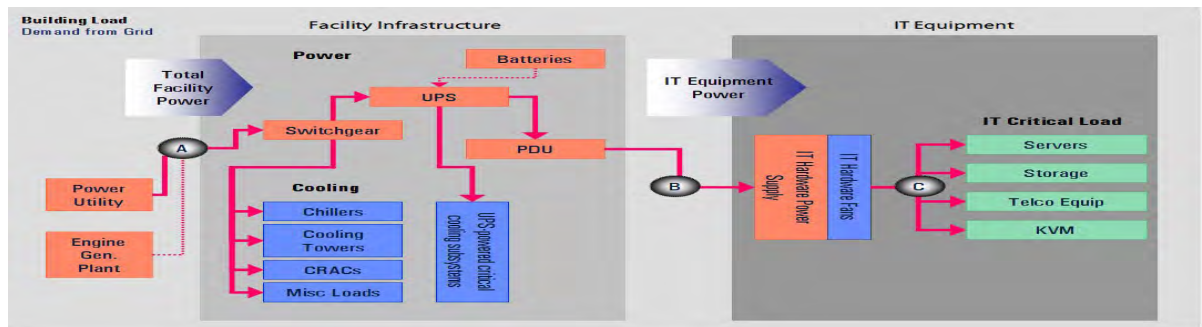 Building Load
Demand from Grid
Facility Infrastructure
IT Equipment
Power
Batteries
Total
Facility
Power
IT Equipment
Power
UPS
Switchgear
IT Critical Load
A
PDU
Servers
Power
Utility
Cooling
B
IT Hardware Power
Supply
IT Hardware Fans
C
Storage
Chillers
UPS-powered critical
cooling subsystems
Telco Equip
Engine
Gen.
Plant
Cooling
Towers
KVM
CRACs
Misc Loads